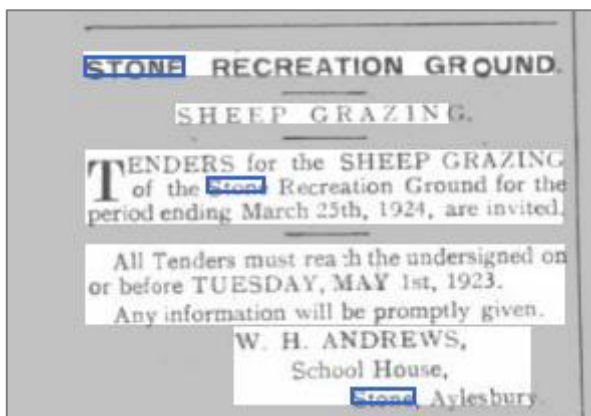 STONE RECREATION GROUND.
SHEEP GRAZING.
TENDERS for the SHEEP GRAZING
of the Stone Recreation Ground for the
period ending March 25th, 1924, are invited.
All Tenders must reach the undersigned on
or before TUESDAY, MAY 1st, 1923.
Any information will be promptly given.
W. H. ANDREWS,
School House,
Stone, Aylesbury.